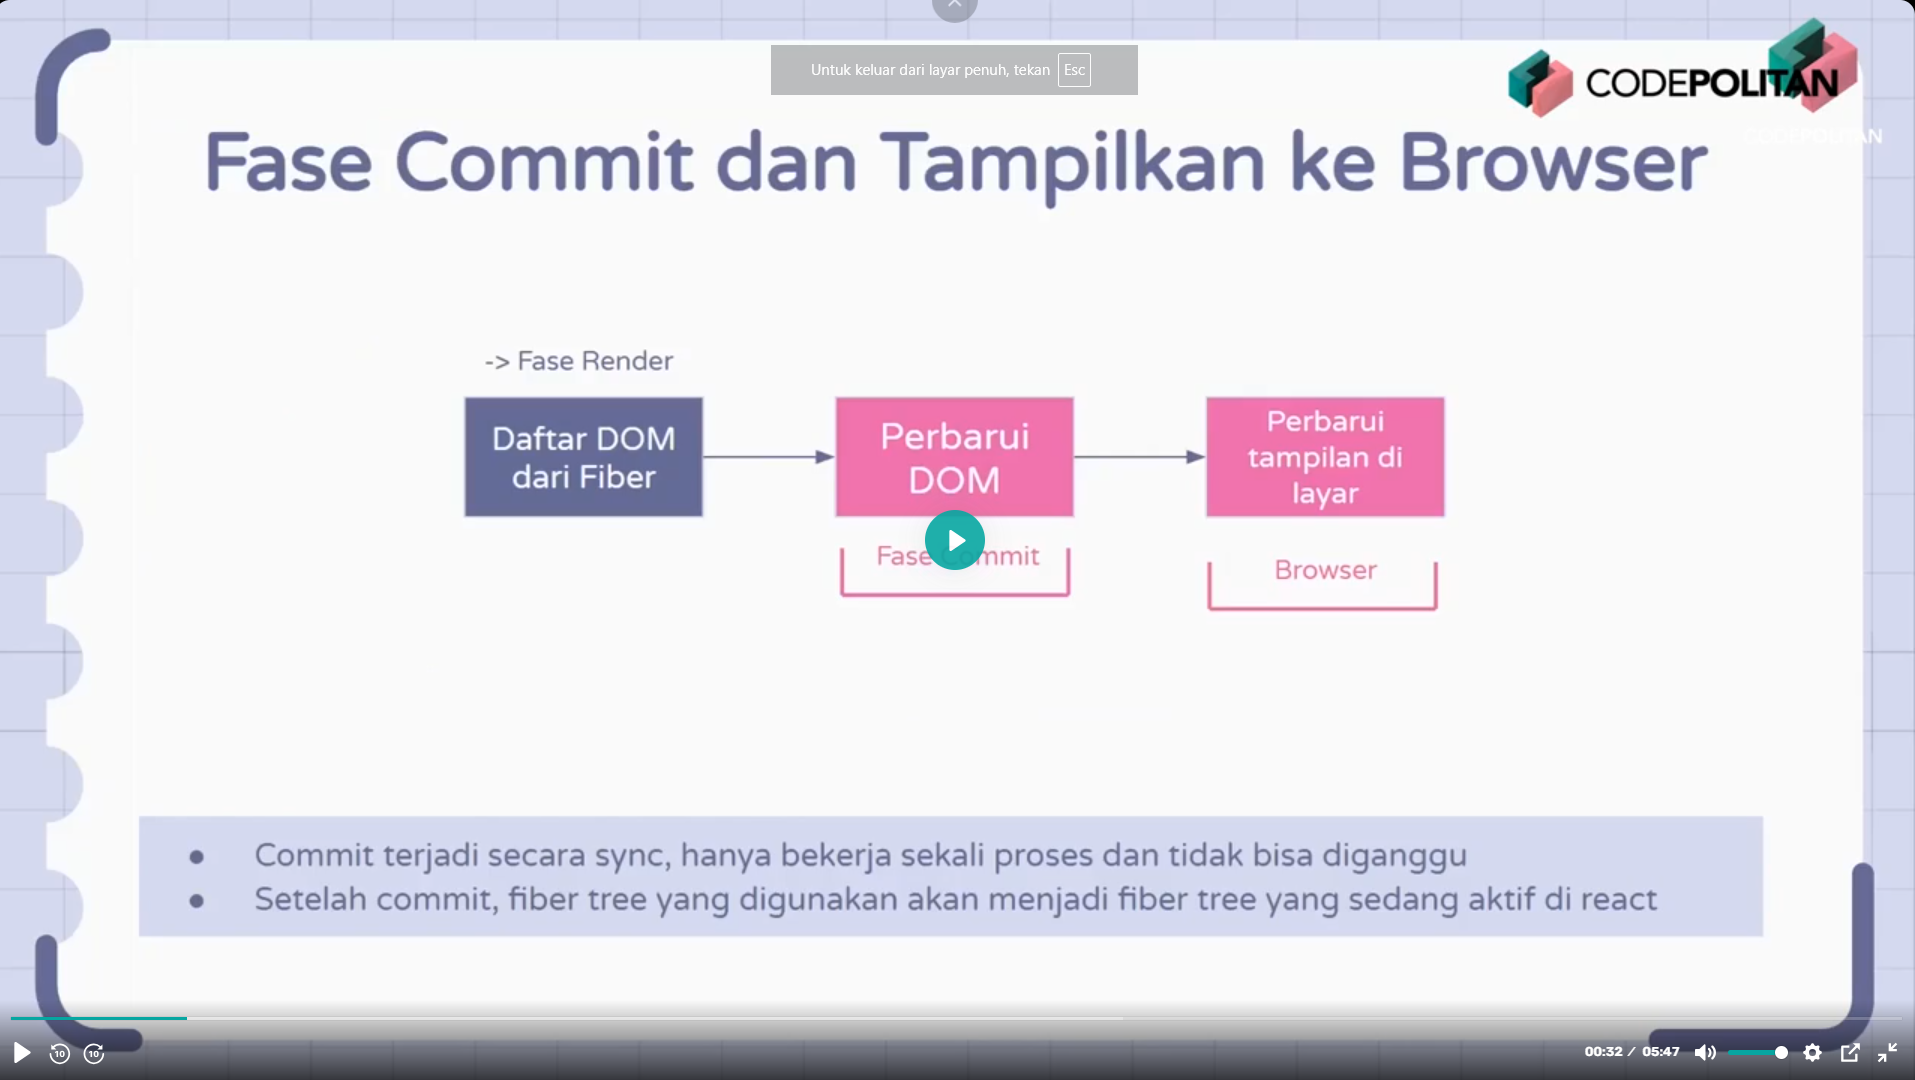 Untuk keluar dari layar penuh, tekan Esc
CODEPOLITAN
CODEPOLITAN
Fase Commit dan Tampilkan ke Browser
-> Fase Render
Daftar DOM
dari Fiber
Perbarui
DOM
Perbarui
tampilan di
layar
Fase Commit
Browser
● Commit terjadi secara sync, hanya bekerja sekali proses dan tidak bisa diganggu
● Setelah commit, fiber tree yang digunakan akan menjadi fiber tree yang sedang aktif di react
10
10
00:32 / 05:47